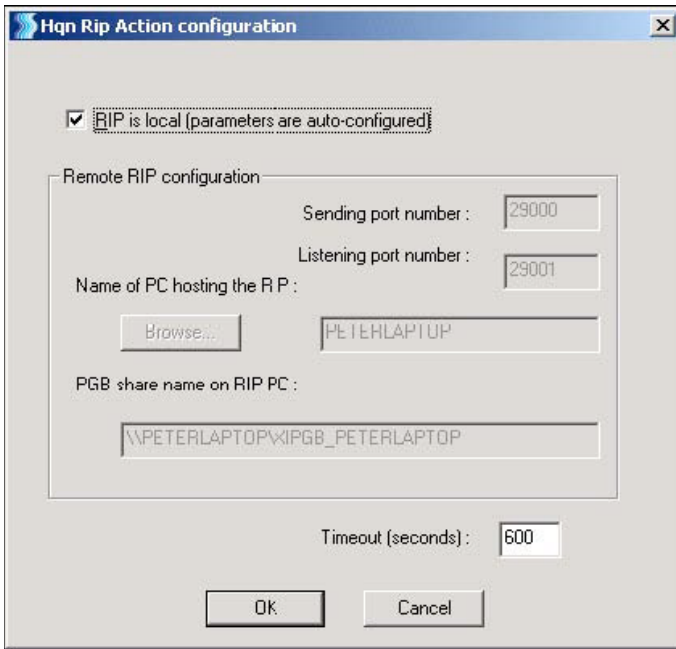 Hqn Rip Action configuration
RIP is local (parameters are auto-configured)
Remote RIP configuration
Sending port number :
29000
Listening port number :
29001
Name of PC hosting the RIP :
Browse...
PETERLAPTOP
PGB share name on RIP PC :
\\PETERLAPTOP\XIPGB_PETERLAPTOP
Timeout (seconds) :
600
OK
Cancel